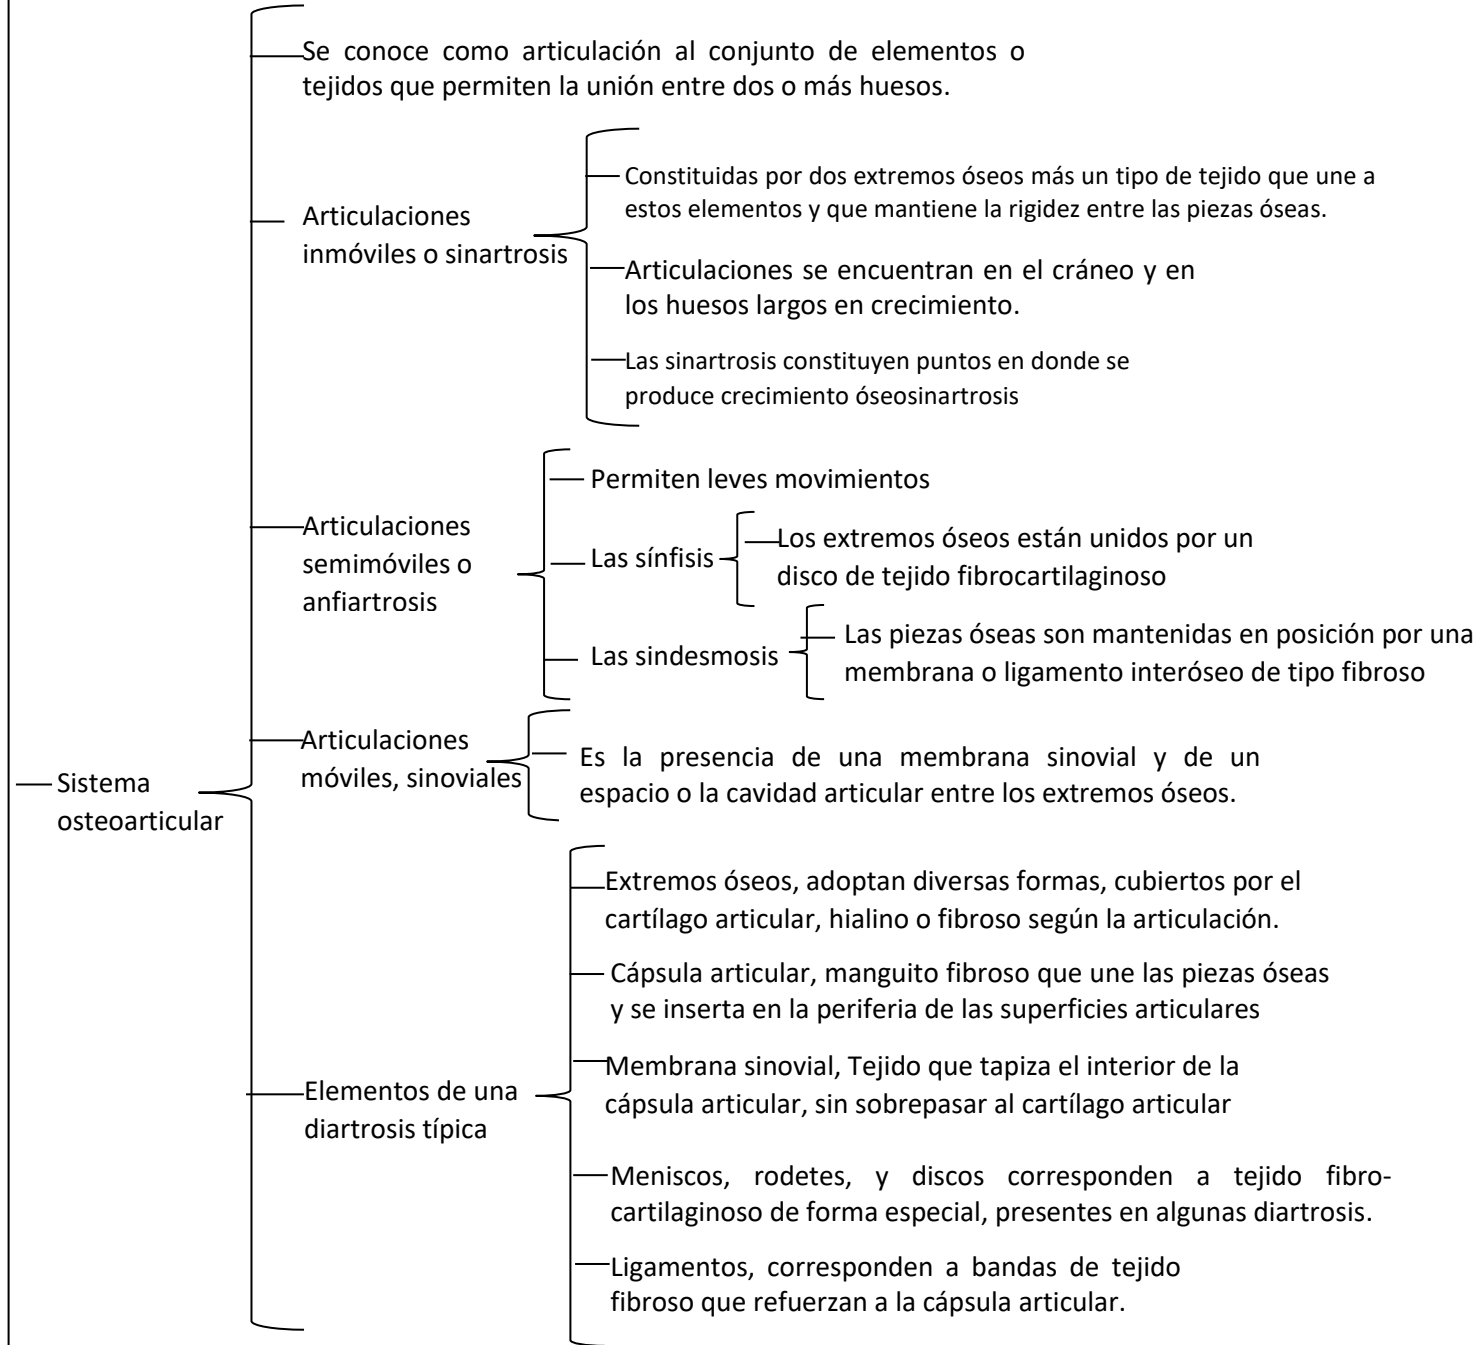 Se conoce como articulación al conjunto de elementos o
tejidos que permiten la unión entre dos o más huesos.
Articulaciones
inmóviles o sinartrosis
Constituidas por dos extremos óseos más un tipo de tejido que une a
estos elementos y que mantiene la rigidez entre las piezas óseas.
Articulaciones se encuentran en el cráneo y en
los huesos largos en crecimiento.
Las sinartrosis constituyen puntos en donde se
produce crecimiento óseosinartrosis
Articulaciones
semimóviles o
anfiartrosis
Permiten leves movimientos
Las sínfisis
Los extremos óseos están unidos por un
disco de tejido fibrocartilaginoso
Las sindesmosis
Las piezas óseas son mantenidas en posición por una
membrana o ligamento interóseo de tipo fibroso
Articulaciones
móviles, sinoviales
Es la presencia de una membrana sinovial y de un
espacio o la cavidad articular entre los extremos óseos.
Sistema
osteoarticular
Elementos de una
diartrosis típica
Extremos óseos, adoptan diversas formas, cubiertos por el
cartílago articular, hialino o fibroso según la articulación.
Cápsula articular, manguito fibroso que une las piezas óseas
y se inserta en la periferia de las superficies articulares
Membrana sinovial, Tejido que tapiza el interior de la
cápsula articular, sin sobrepasar al cartílago articular
Meniscos, rodetes, y discos corresponden a tejido fibro-
cartilaginoso de forma especial, presentes en algunas diartrosis.
Ligamentos, corresponden a bandas de tejido
fibroso que refuerzan a la cápsula articular.